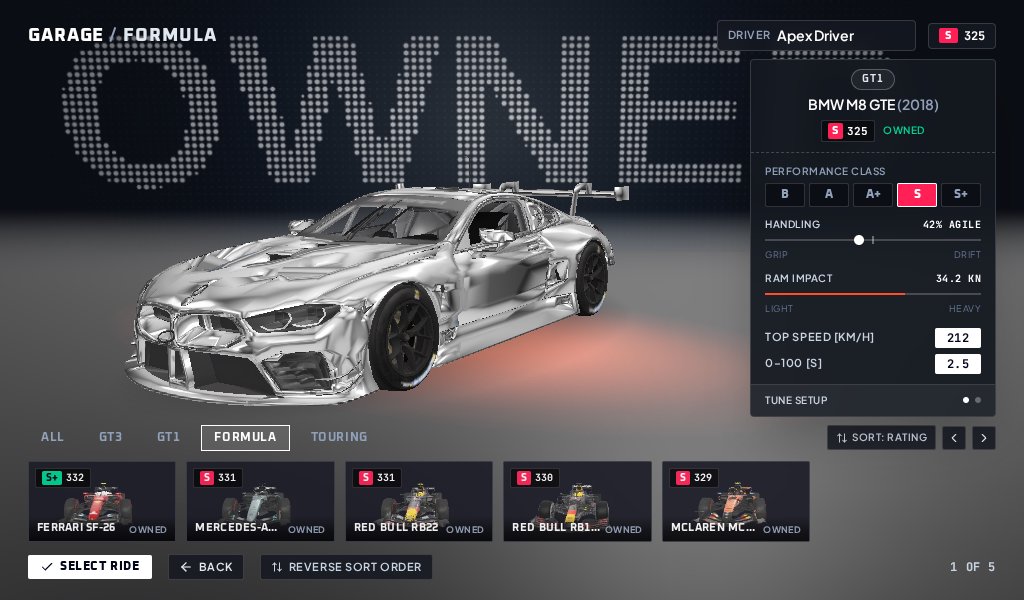 GARAGE / FORMULA
DRIVER ApexDriver
S 325
OWNE
GT1
BMW M8 GTE (2018)
S 325 OWNED
PERFORMANCE CLASS
B A A+ S S+
HANDLING 42% AGILE
GRIP DRIFT
RAM IMPACT 34.2 KN
LIGHT HEAVY
TOP SPEED [KM/H] 212
0–100 [S] 2.5
TUNE SETUP
ALL GT3 GT1 FORMULA TOURING
SORT: RATING
S+ 332
FERRARI SF-26 OWNED
S 331
MERCEDES-A... OWNED
S 331
RED BULL RB22 OWNED
S 330
RED BULL RB1... OWNED
S 329
MCLAREN MC... OWNED
SELECT RIDE
BACK
REVERSE SORT ORDER
1 OF 5